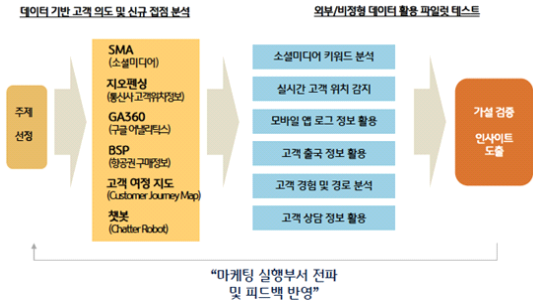 데이터 기반 고객 의도 및 신규 접점 분석
외부/비정형 데이터 활용 파일럿 테스트
주제
선정
SMA
(소셜미디어)
지오펜싱
(통신사 고객위치정보)
GA360
(구글 애널리틱스)
BSP
(항공권 구매정보)
고객 여정 지도
(Customer Journey Map)
챗봇
(Chatter Robot)
소셜미디어 키워드 분석
실시간 고객 위치 감지
모바일 앱 로그 정보 활용
고객 출국 정보 활용
고객 경험 및 경로 분석
고객 상담 정보 활용
가설 검증
인사이트
도출
“마케팅 실행부서 전파
및 피드백 반영”